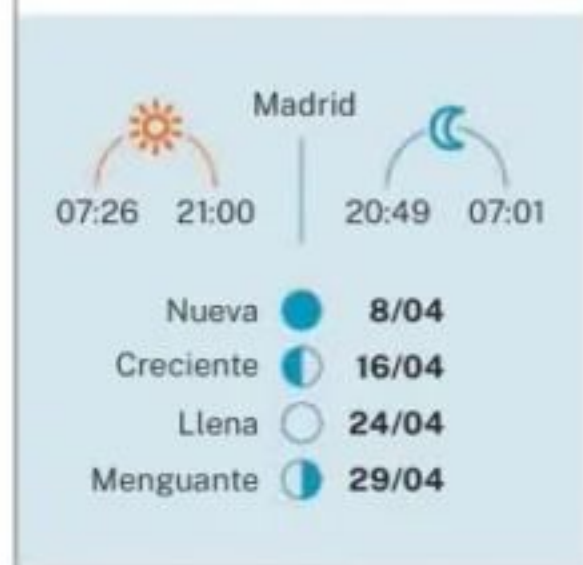 Madrid
07:26 21:00 20:49 07:01
Nueva 8/04
Creciente 16/04
Llena 24/04
Menguante 29/04